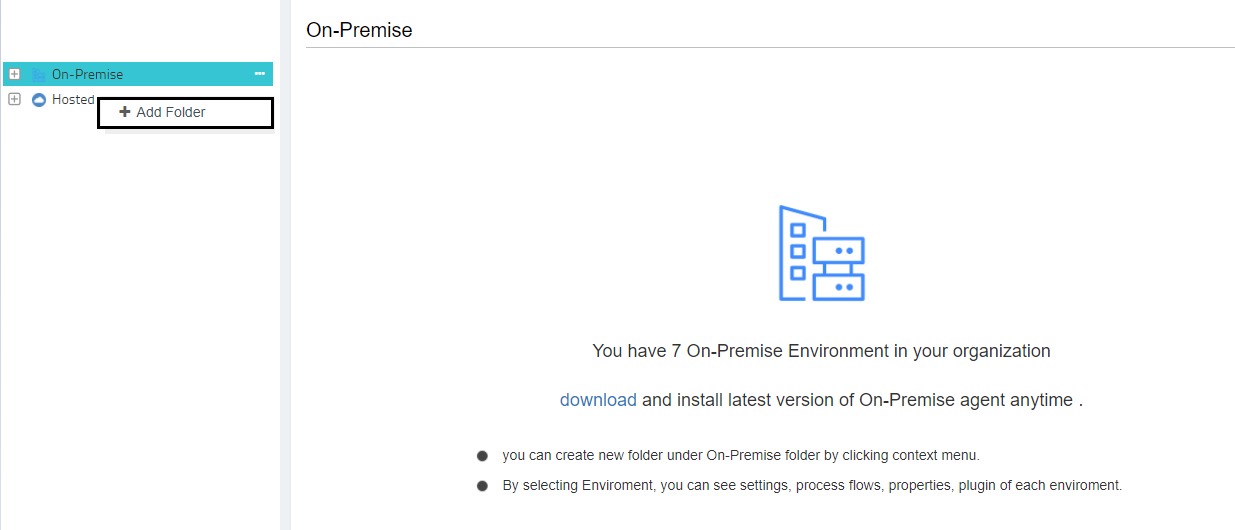 On-Premise
On-Premise
Hosted
Add Folder
You have 7 On-Premise Environment in your organization
download and install latest version of On-Premise agent anytime .
you can create new folder under On-Premise folder by clicking context menu.
By selecting Enviroment, you can see settings, process flows, properties, plugin of each enviroment.